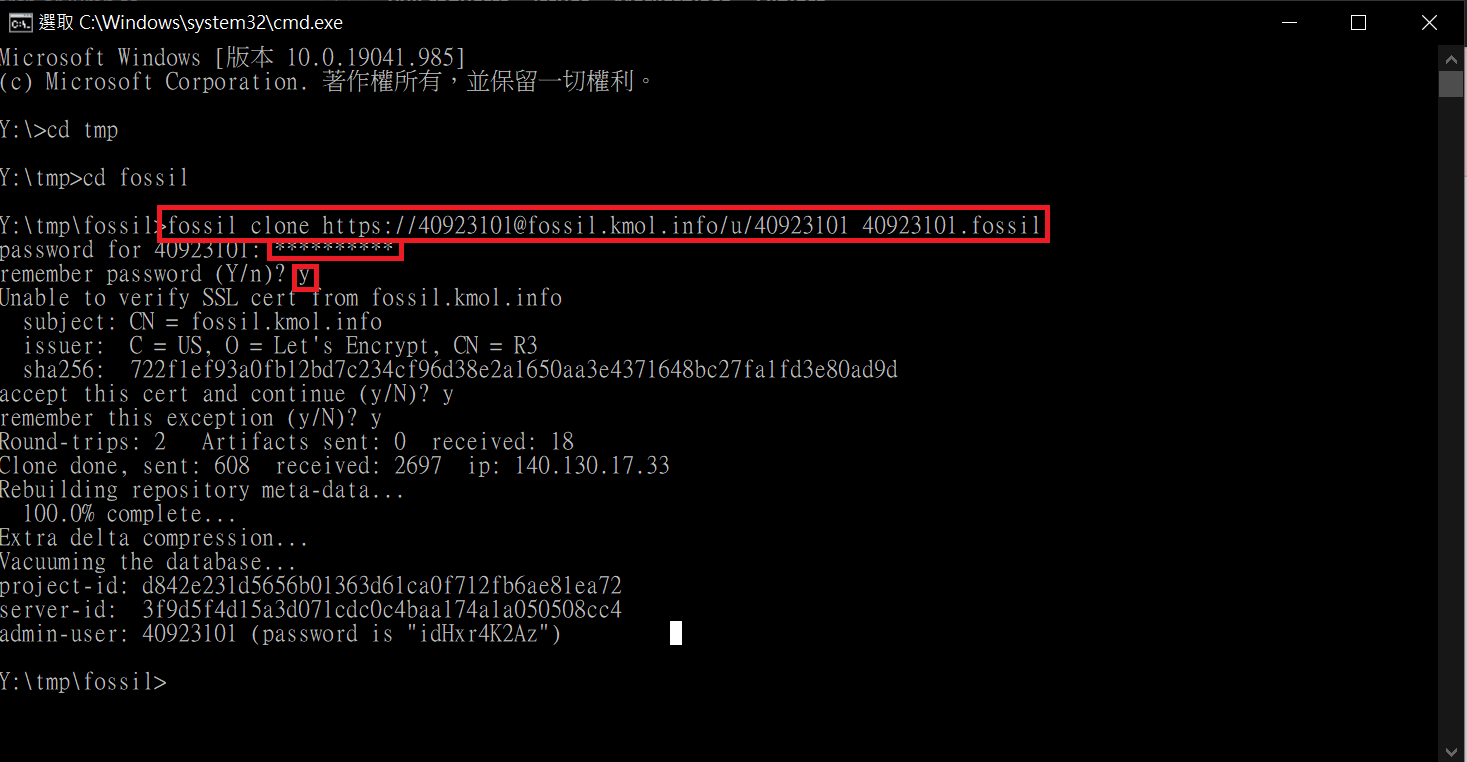 選取 C:\Windows\system32\cmd.exe
Microsoft Windows [版本 10.0.19041.985]
(c) Microsoft Corporation. 著作權所有，並保留一切權利。
Y:\>cd tmp
Y:\tmp>cd fossil
Y:\tmp\fossil>fossil clone https://40923101@fossil.kmol.info/u/40923101 40923101.fossil
password for 40923101: **********
remember password (Y/n)? y
Unable to verify SSL cert from fossil.kmol.info
  subject: CN = fossil.kmol.info
  issuer:  C = US, O = Let's Encrypt, CN = R3
  sha256:  722f1ef93a0fb12bd7c234cf96d38e2a1650aa3e4371648bc27fa1fd3e80ad9d
accept this cert and continue (y/N)? y
remember this exception (y/N)? y
Round-trips: 2   Artifacts sent: 0  received: 18
Clone done, sent: 608  received: 2697  ip: 140.130.17.33
Rebuilding repository meta-data...
  100.0% complete...
Extra delta compression...
Vacuuming the database...
project-id: d842e231d5656b01363d61ca0f712fb6ae81ea72
server-id:  3f9d5f4d15a3d071cdc0c4baa174a1a050508cc4
admin-user: 40923101 (password is "idHxr4K2Az")
Y:\tmp\fossil>